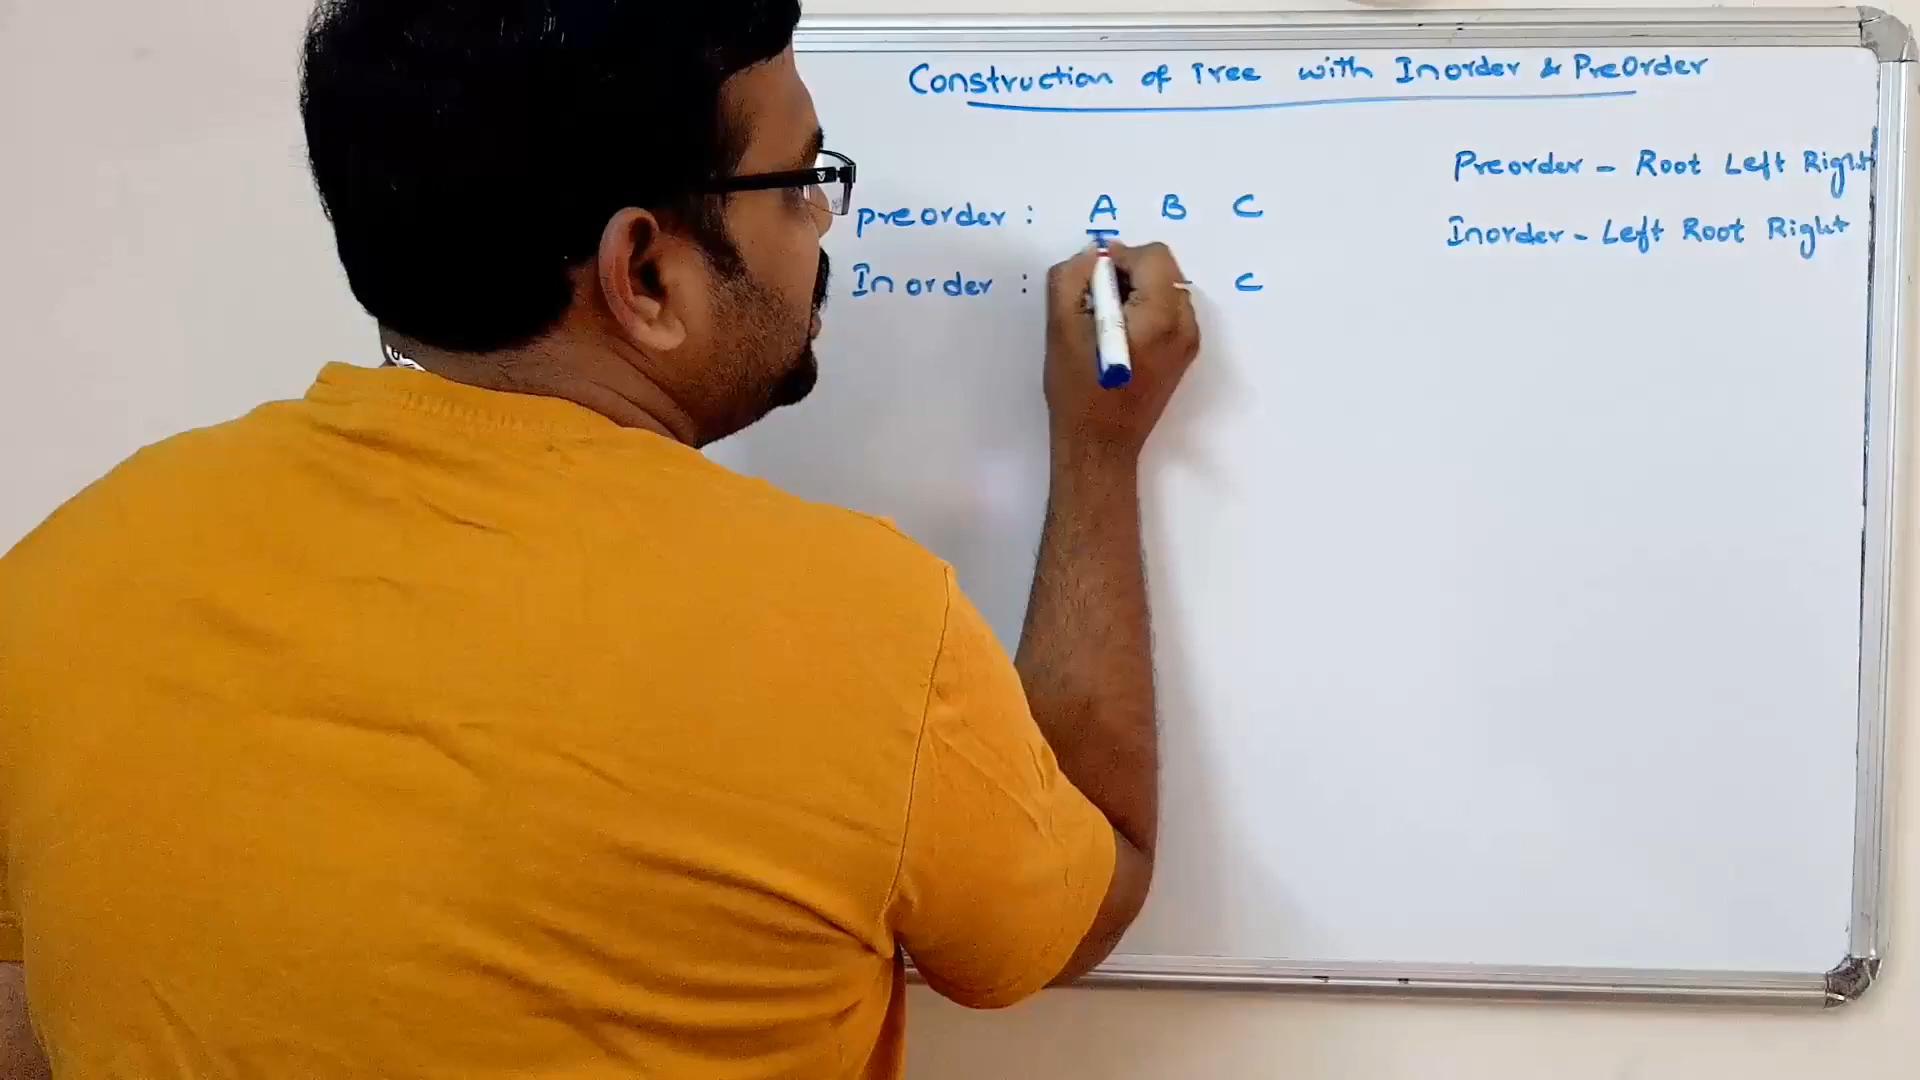 Construction of Tree with Inorder & PreOrder
Preorder - Root Left Right
preorder : A B C
Inorder - Left Root Right
Inorder : C